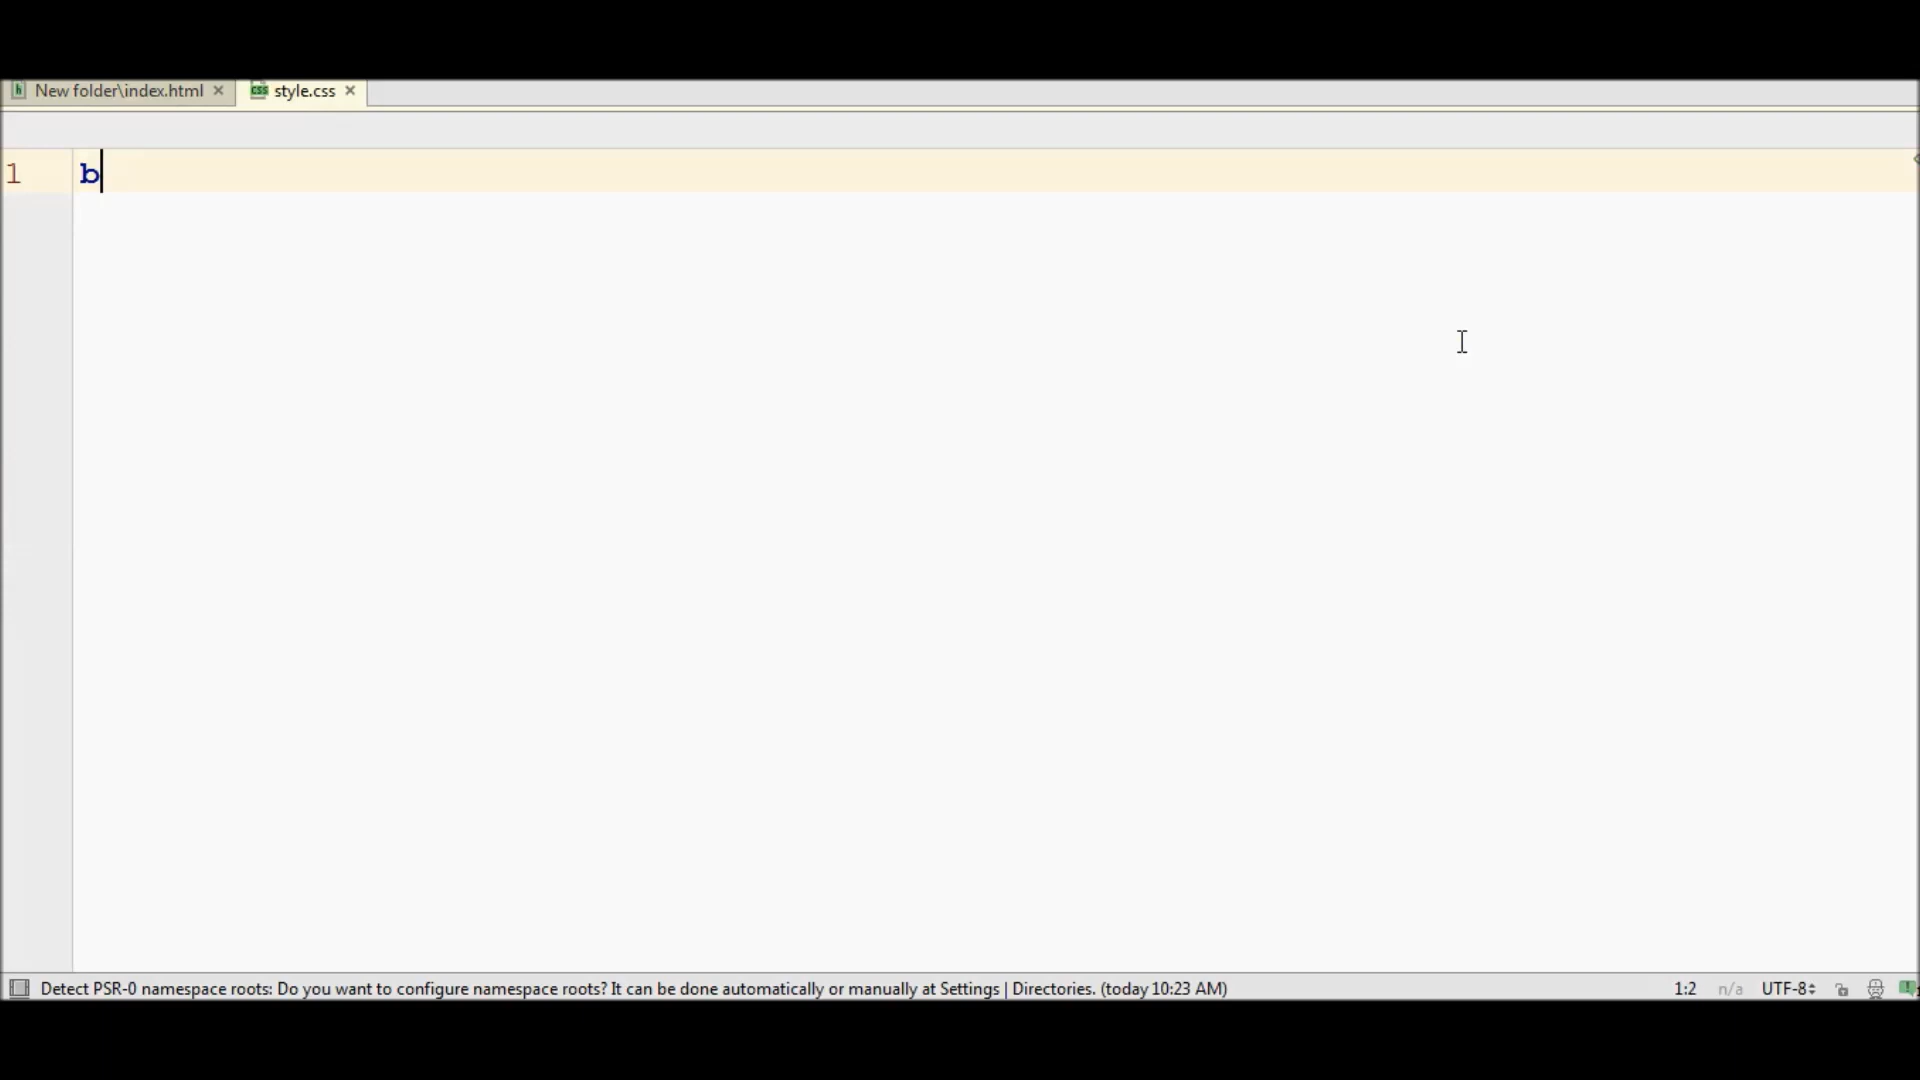 New folder\index.html
style.css
1 b
Detect PSR-0 namespace roots: Do you want to configure namespace roots? It can be done automatically or manually at Settings | Directories. (today 10:23 AM) 1:2 n/a UTF-8